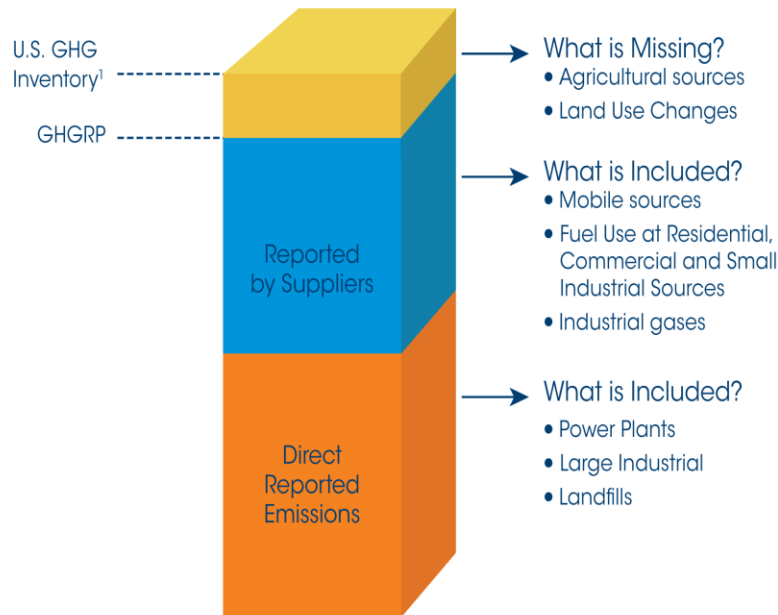 U.S. GHG
Inventory¹
GHGRP
Reported
by Suppliers
Direct
Reported
Emissions
What is Missing?
• Agricultural sources
• Land Use Changes
What is Included?
• Mobile sources
• Fuel Use at Residential,
Commercial and Small
Industrial Sources
• Industrial gases
What is Included?
• Power Plants
• Large Industrial
• Landfills